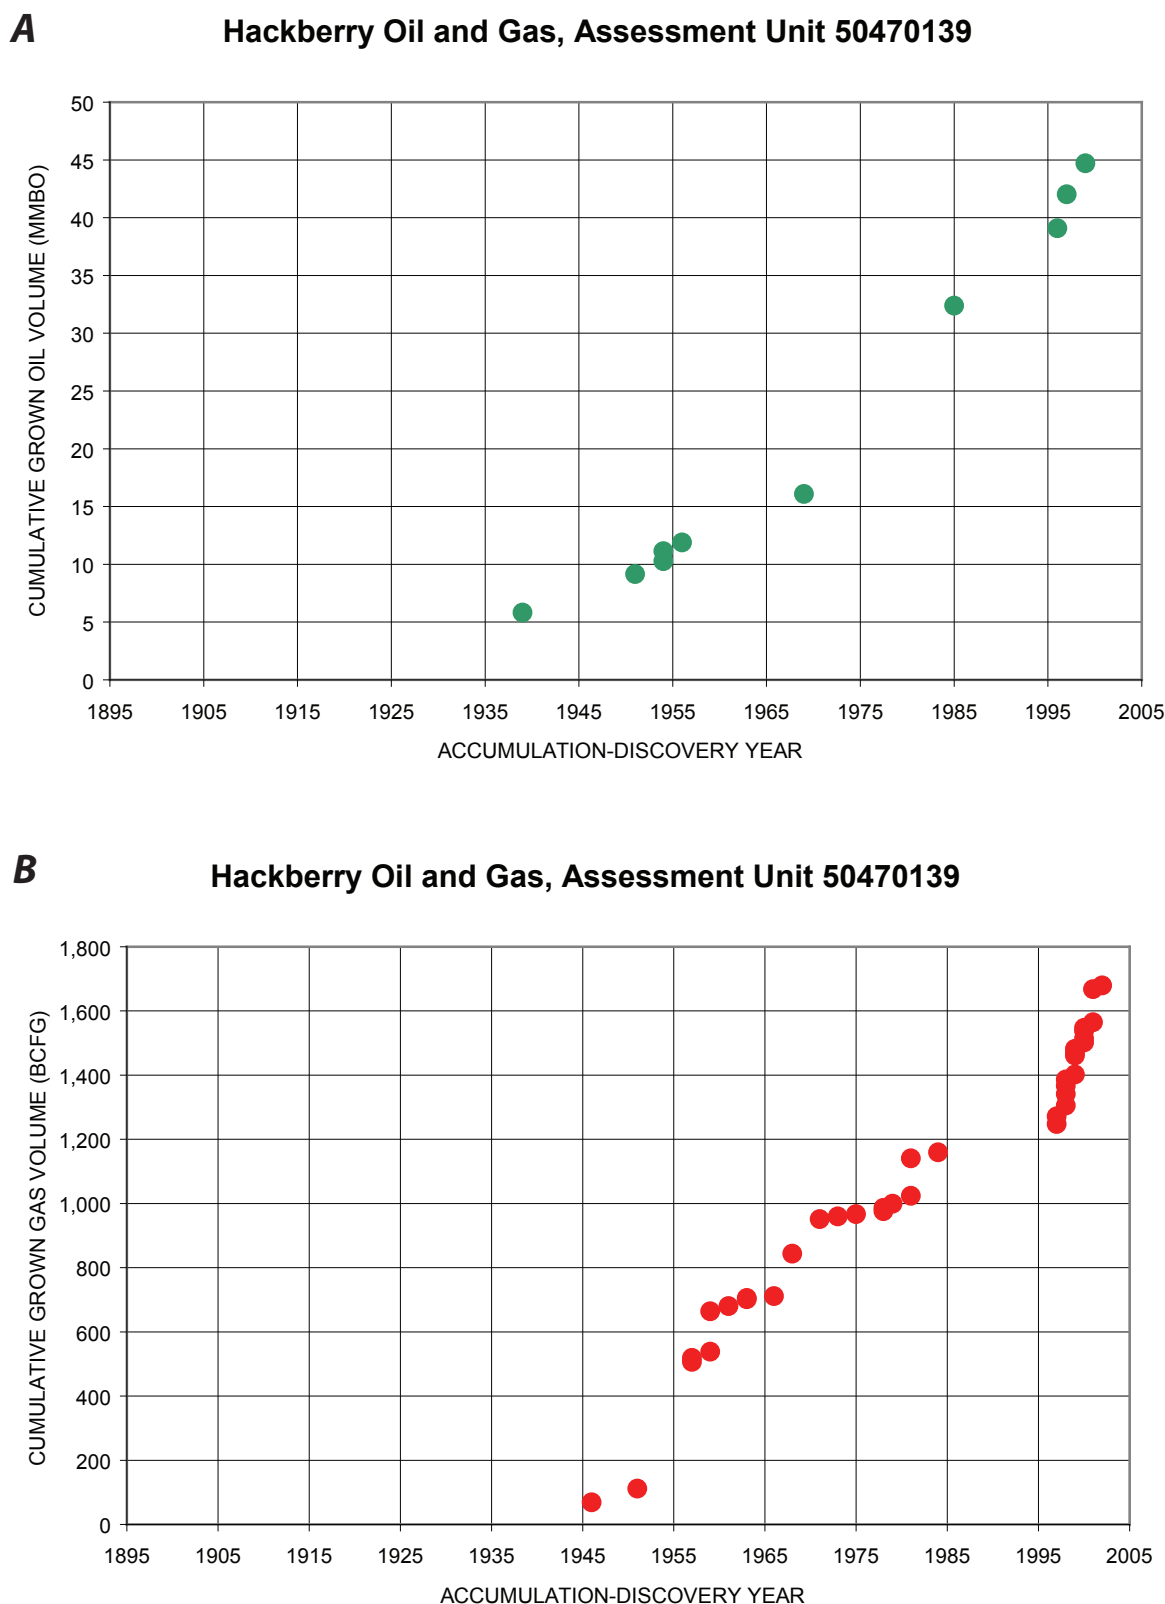 A
Hackberry Oil and Gas, Assessment Unit 50470139
CUMULATIVE GROWN OIL VOLUME (MMBO)
50
45
40
35
30
25
20
15
10
5
0
1895 1905 1915 1925 1935 1945 1955 1965 1975 1985 1995 2005
ACCUMULATION-DISCOVERY YEAR
B
Hackberry Oil and Gas, Assessment Unit 50470139
CUMULATIVE GROWN GAS VOLUME (BCFG)
1,800
1,600
1,400
1,200
1,000
800
600
400
200
0
1895 1905 1915 1925 1935 1945 1955 1965 1975 1985 1995 2005
ACCUMULATION-DISCOVERY YEAR